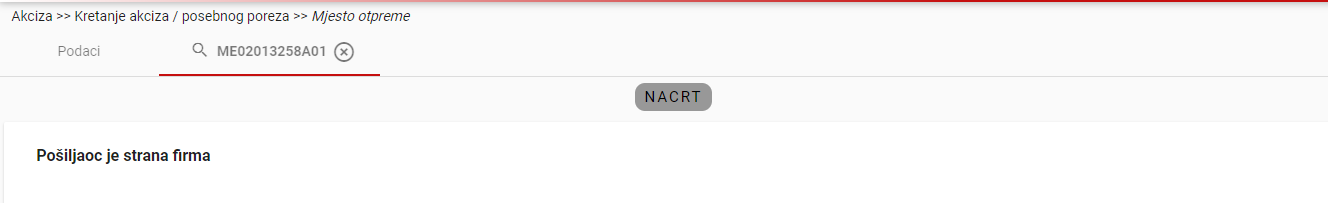 Akciza >> Kretanje akciza / posebnog poreza >> Mjesto otpreme
Podaci ME02013258A01
NACRT
Pošiljaoc je strana firma